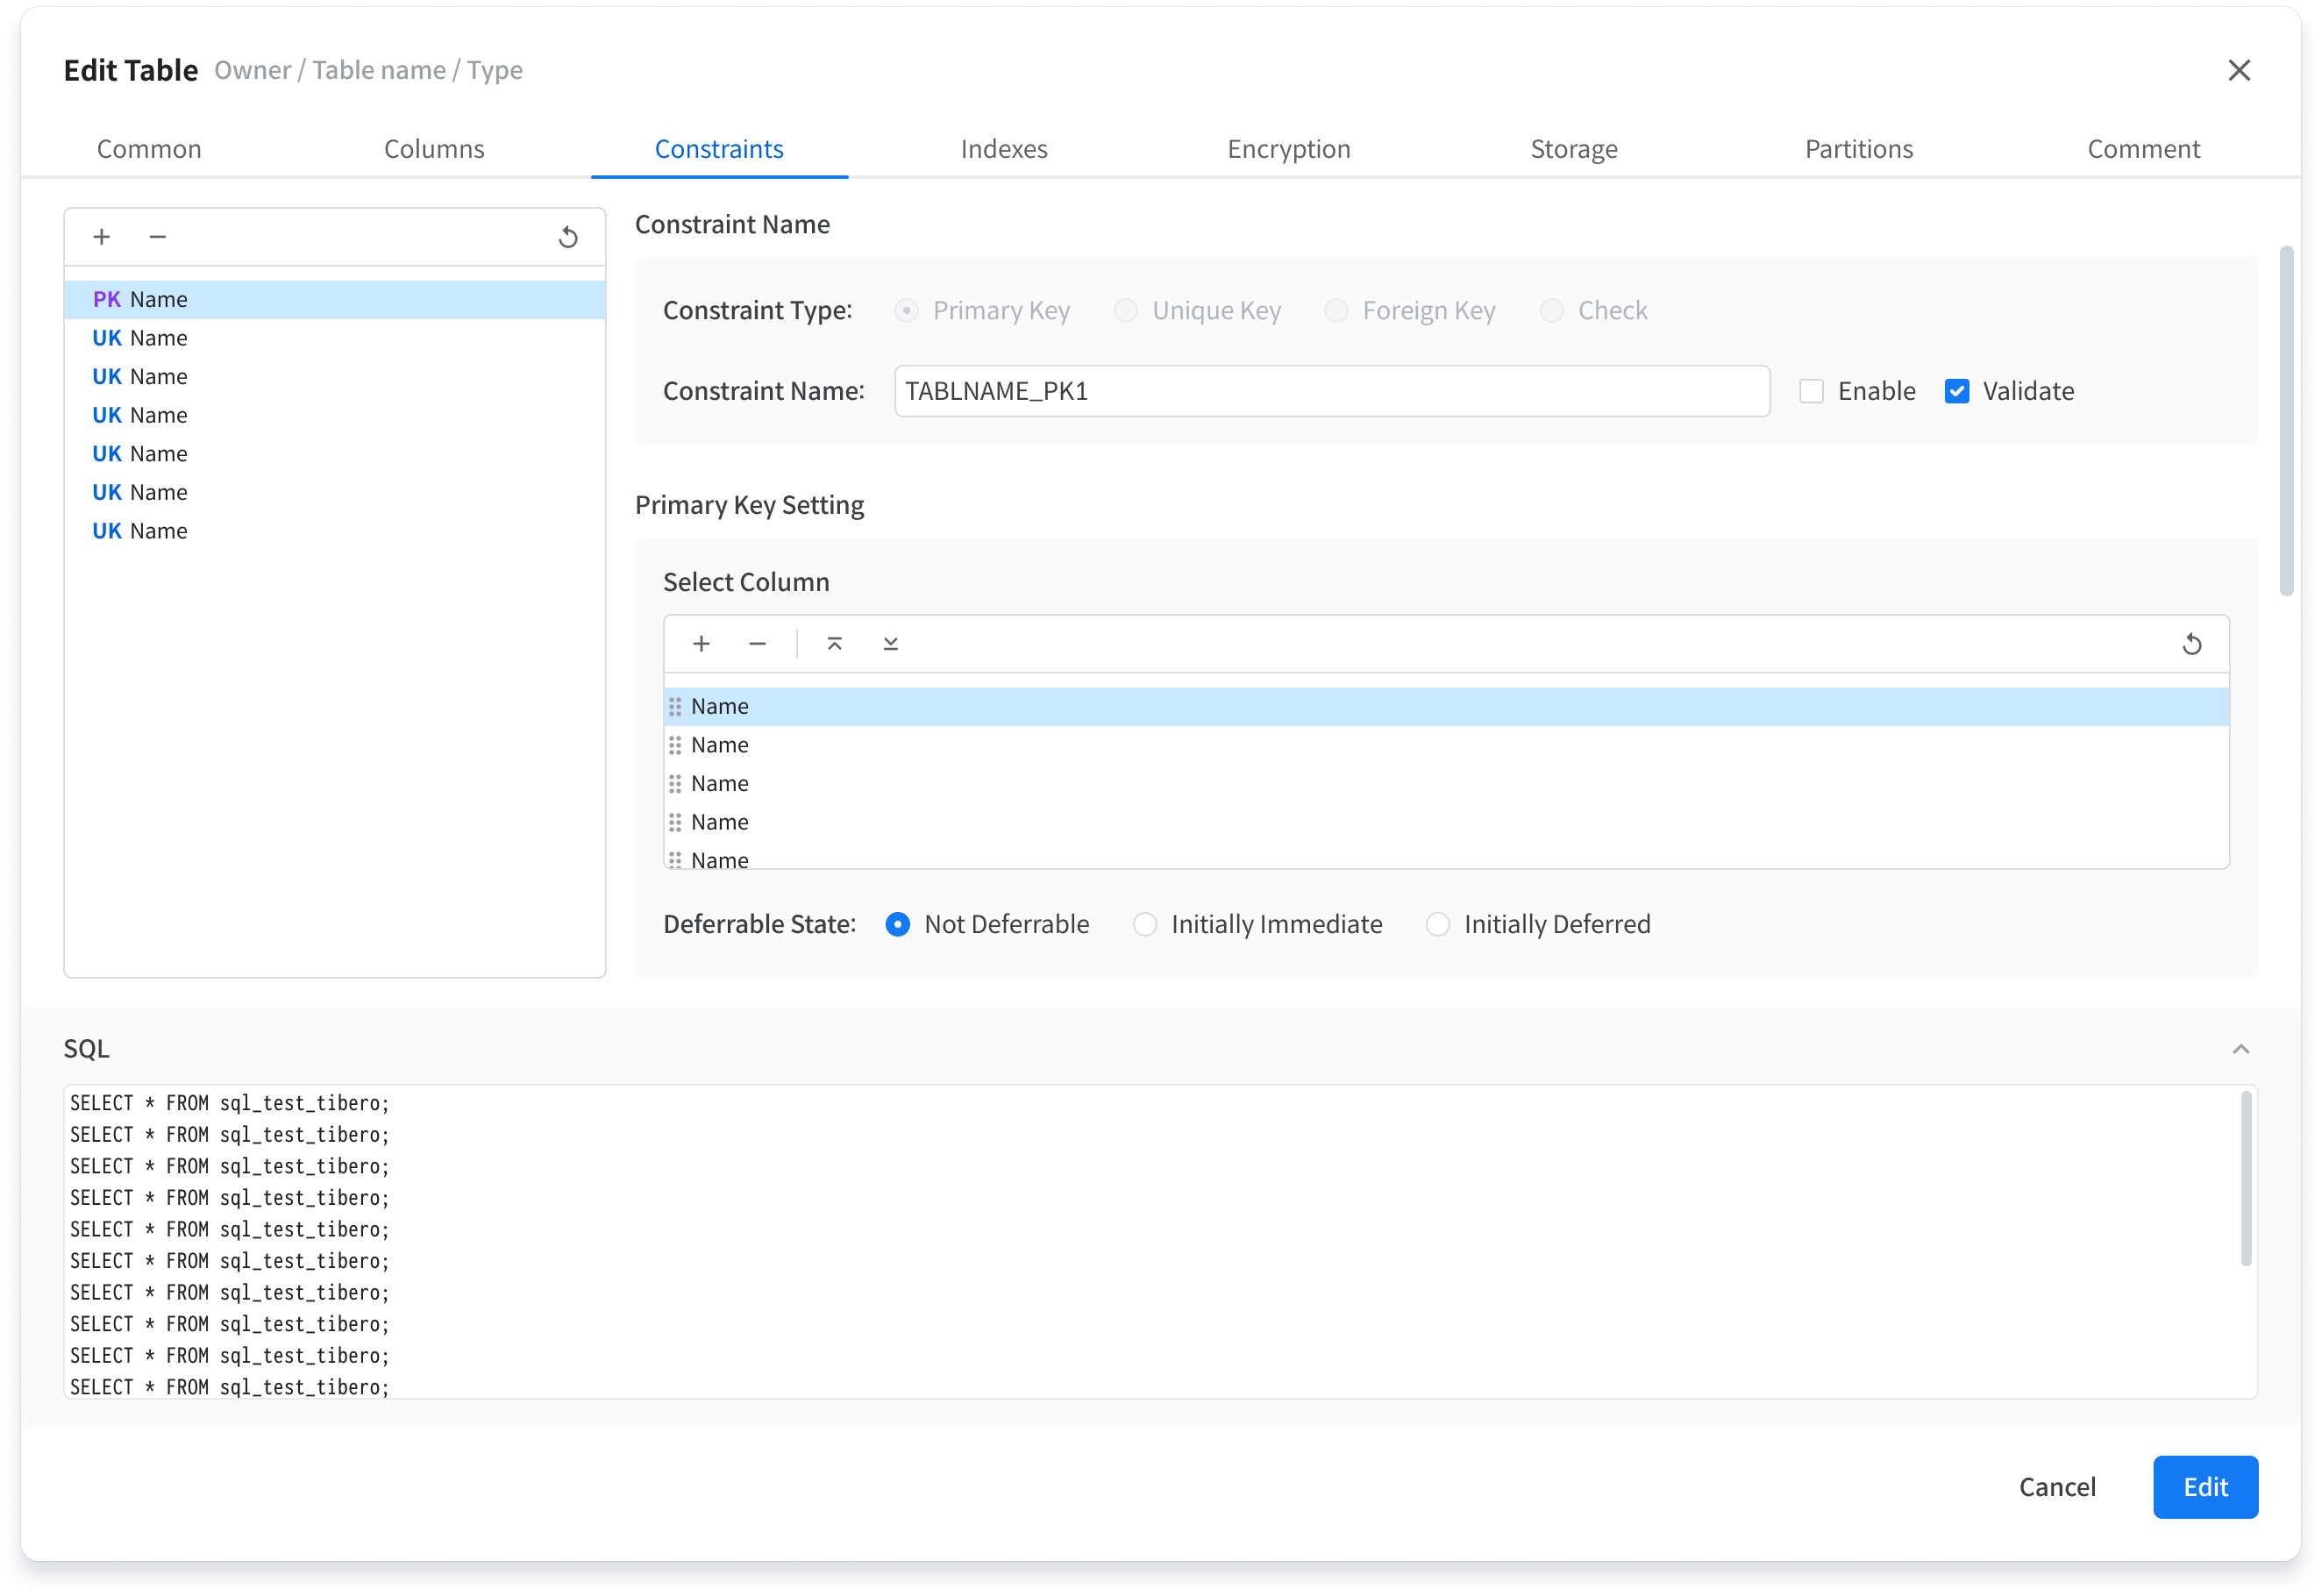 Edit Table Owner / Table name / Type
Common Columns Constraints Indexes Encryption Storage Partitions Comment
PK Name
UK Name
UK Name
UK Name
UK Name
UK Name
UK Name
Constraint Name
Constraint Type: Primary Key Unique Key Foreign Key Check
Constraint Name: TABLNAME_PK1 Enable Validate
Primary Key Setting
Select Column
Name
Name
Name
Name
Name
Deferrable State: Not Deferrable Initially Immediate Initially Deferred
SQL
SELECT * FROM sql_test_tibero;
SELECT * FROM sql_test_tibero;
SELECT * FROM sql_test_tibero;
SELECT * FROM sql_test_tibero;
SELECT * FROM sql_test_tibero;
SELECT * FROM sql_test_tibero;
SELECT * FROM sql_test_tibero;
SELECT * FROM sql_test_tibero;
SELECT * FROM sql_test_tibero;
SELECT * FROM sql_test_tibero;
Cancel Edit